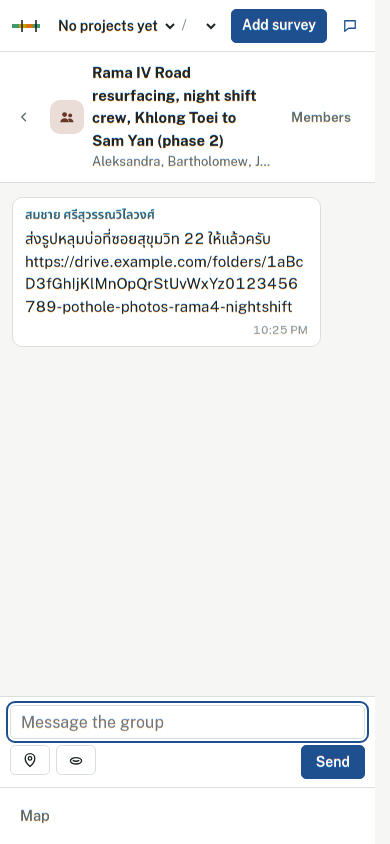 No projects yet /
Add survey
Rama IV Road
resurfacing, night shift
crew, Khlong Toei to
Sam Yan (phase 2)
Aleksandra, Bartholomew, J...
Members
สมชาย ศรีสุวรรณวิไลวงศ์
ส่งรูปหลุมบ่อที่ซอยสุขุมวิท 22 ให้แล้วครับ
https://drive.example.com/folders/1aBc
D3fGhIjKlMnOpQrStUvWxYz0123456
789-pothole-photos-rama4-nightshift
10:25 PM
Message the group
Send
Map